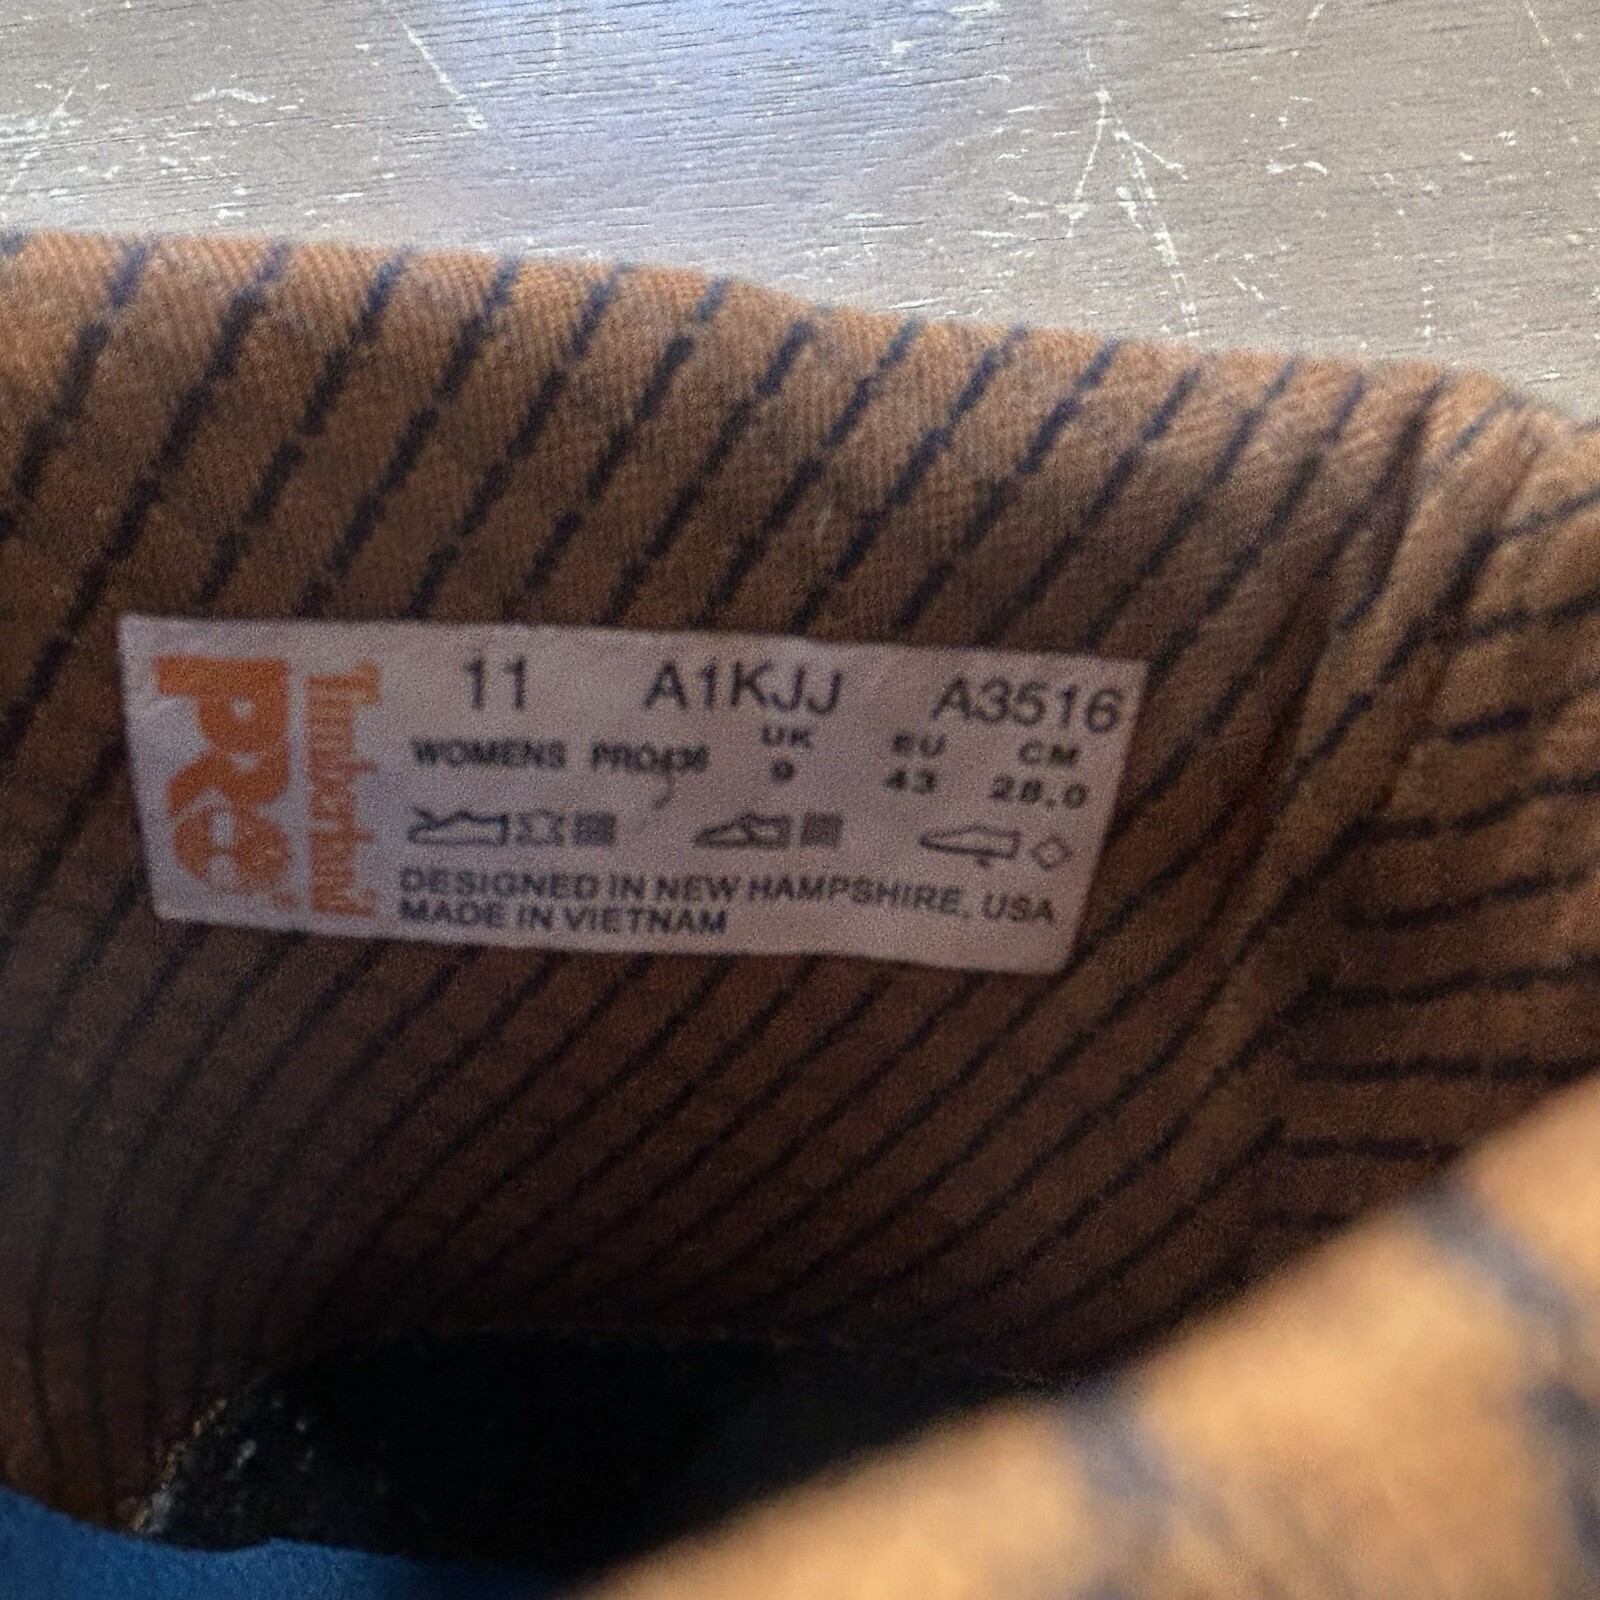 PRO
Timberland
11 A1KJJ A3516
UK EU CM
WOMENS 9 43 28,0
DESIGNED IN NEW HAMPSHIRE, USA
MADE IN VIETNAM